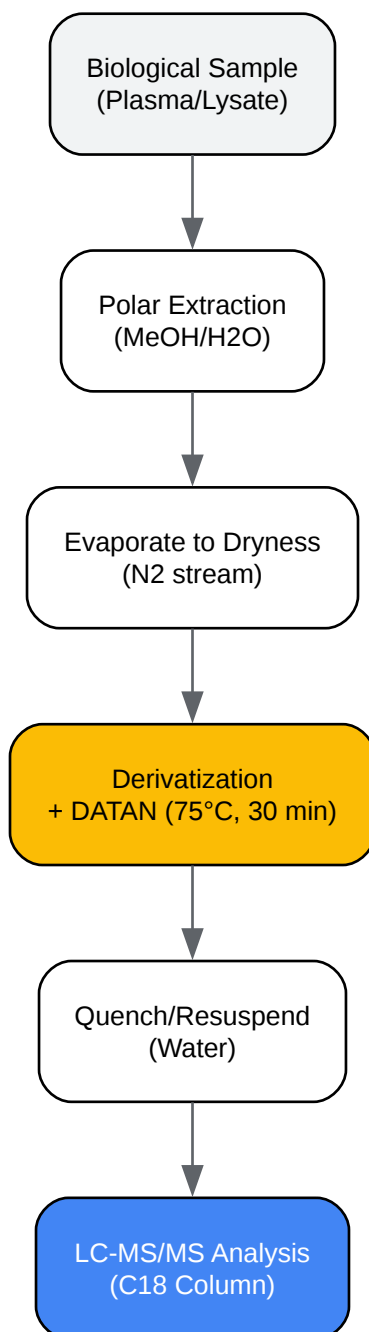 Biological Sample
(Plasma/Lysate)
Polar Extraction
(MeOH/H2O)
Evaporate to Dryness
(N2 stream)
Derivatization
+ DATAN (75°C, 30 min)
Quench/Resuspend
(Water)
LC-MS/MS Analysis
(C18 Column)